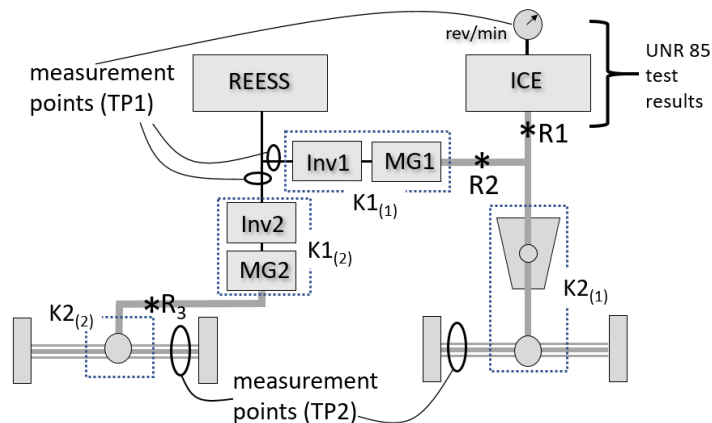 rev/min
UNR 85
test
results
measurement
points (TP1)
REESS
ICE
*R1
Inv1
MG1
*
R2
K1(1)
Inv2
MG2
K1(2)
K2(1)
*R3
K2(2)
measurement
points (TP2)